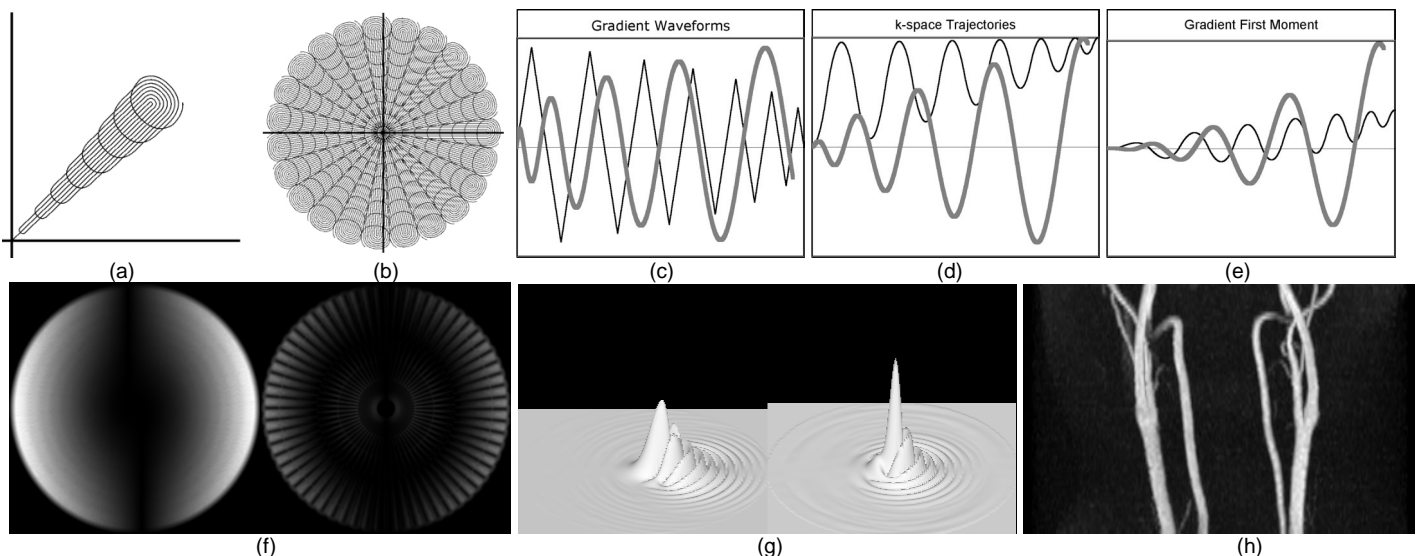 Gradient Waveforms
k-space Trajectories
Gradient First Moment
(a)
(b)
(c)
(d)
(e)
(f)
(g)
(h)